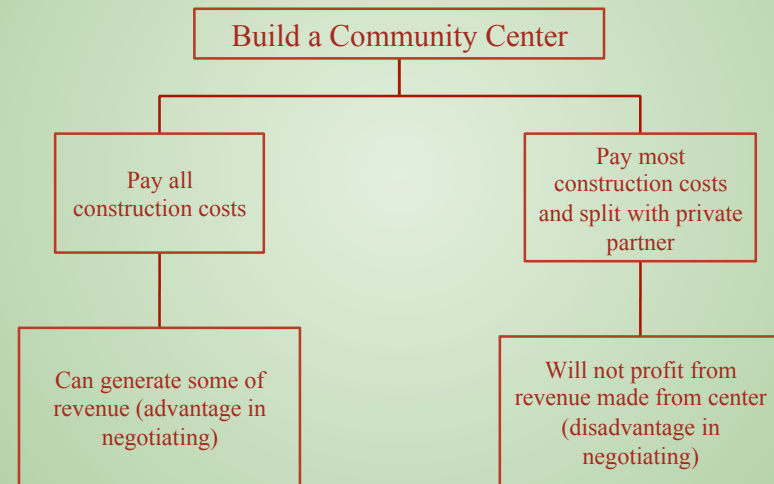 Build a Community Center
Pay all
construction costs
Pay most
construction costs
and split with private
partner
Can generate some of
revenue (advantage in
negotiating)
Will not profit from
revenue made from center
(disadvantage in
negotiating)